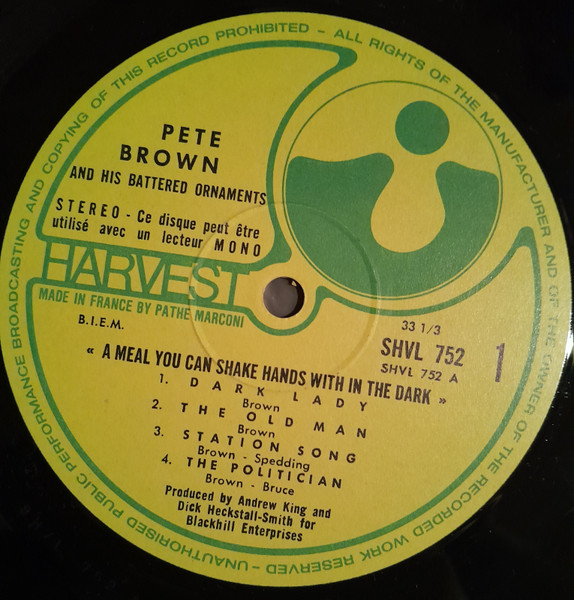 UNAUTHORISED PUBLIC PERFORMANCE BROADCASTING AND COPYING OF THIS RECORD PROHIBITED - ALL RIGHTS OF THE MANUFACTURER AND OF THE OWNER OF THE RECORDED WORK RESERVED -
PETE
BROWN
AND HIS BATTERED ORNAMENTS
STEREO - Ce disque peut être
utilisé avec un lecteur MONO
HARVEST
MADE IN FRANCE BY PATHE MARCONI
B.I.E.M.
33 1/3
SHVL 752
SHVL 752 A
1
« A MEAL YOU CAN SHAKE HANDS WITH IN THE DARK »
1. DARK LADY
Brown
2. THE OLD MAN
Brown
3. STATION SONG
Brown - Spedding
4. THE POLITICIAN
Brown - Bruce
Produced by Andrew King and
Dick Heckstall-Smith for
Blackhill Enterprises